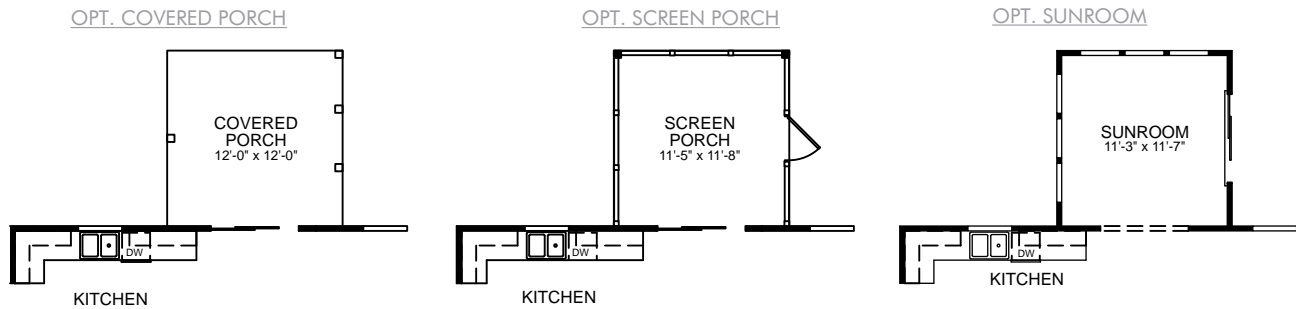 OPT. COVERED PORCH
COVERED
PORCH
12'-0" x 12'-0"
DW
KITCHEN
OPT. SCREEN PORCH
SCREEN
PORCH
11'-5" x 11'-8"
DW
KITCHEN
OPT. SUNROOM
SUNROOM
11'-3" x 11'-7"
DW
KITCHEN